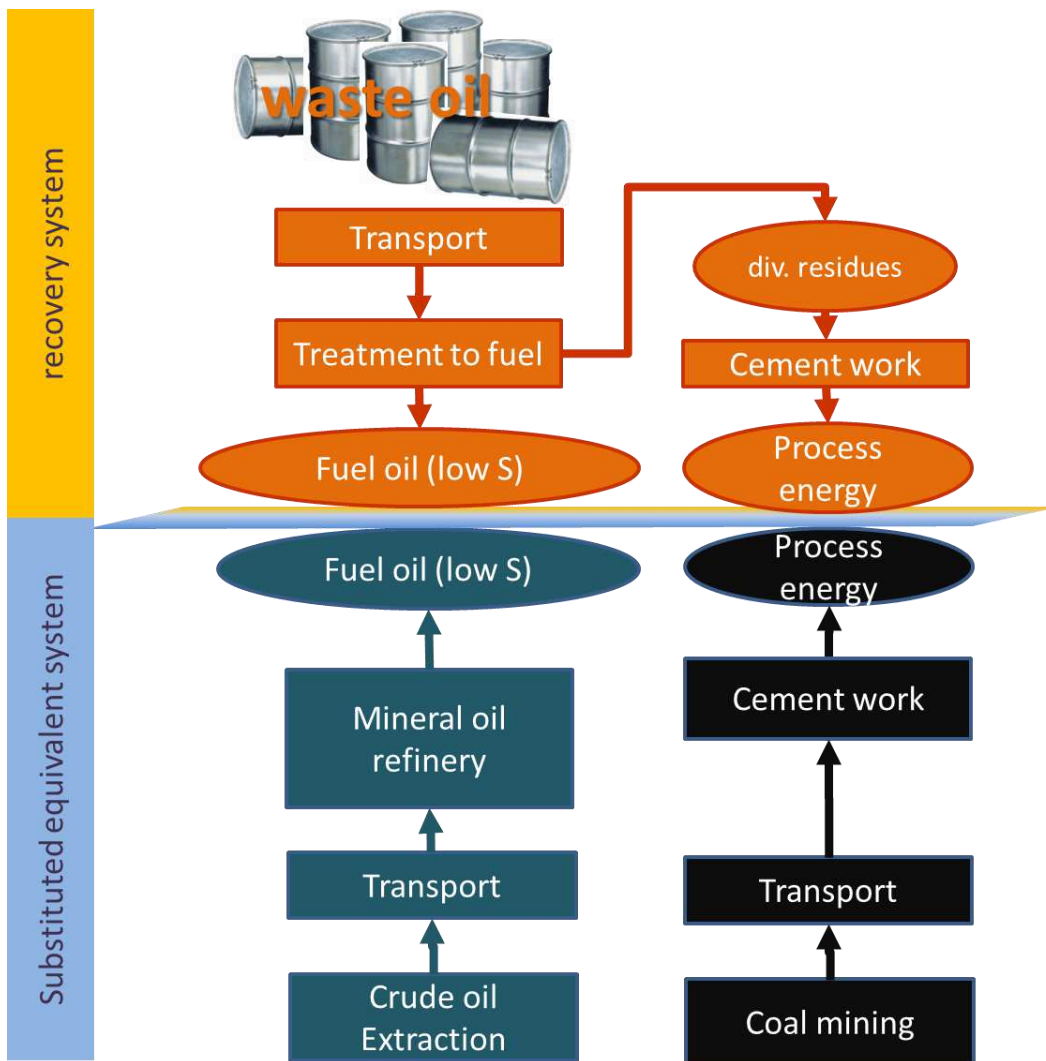 waste oil
recovery system
Transport
div. residues
Treatment to fuel
Cement work
Fuel oil (low S)
Process
energy
Substituted equivalent system
Fuel oil (low S)
Process
energy
Mineral oil
refinery
Cement work
Transport
Transport
Crude oil
Extraction
Coal mining